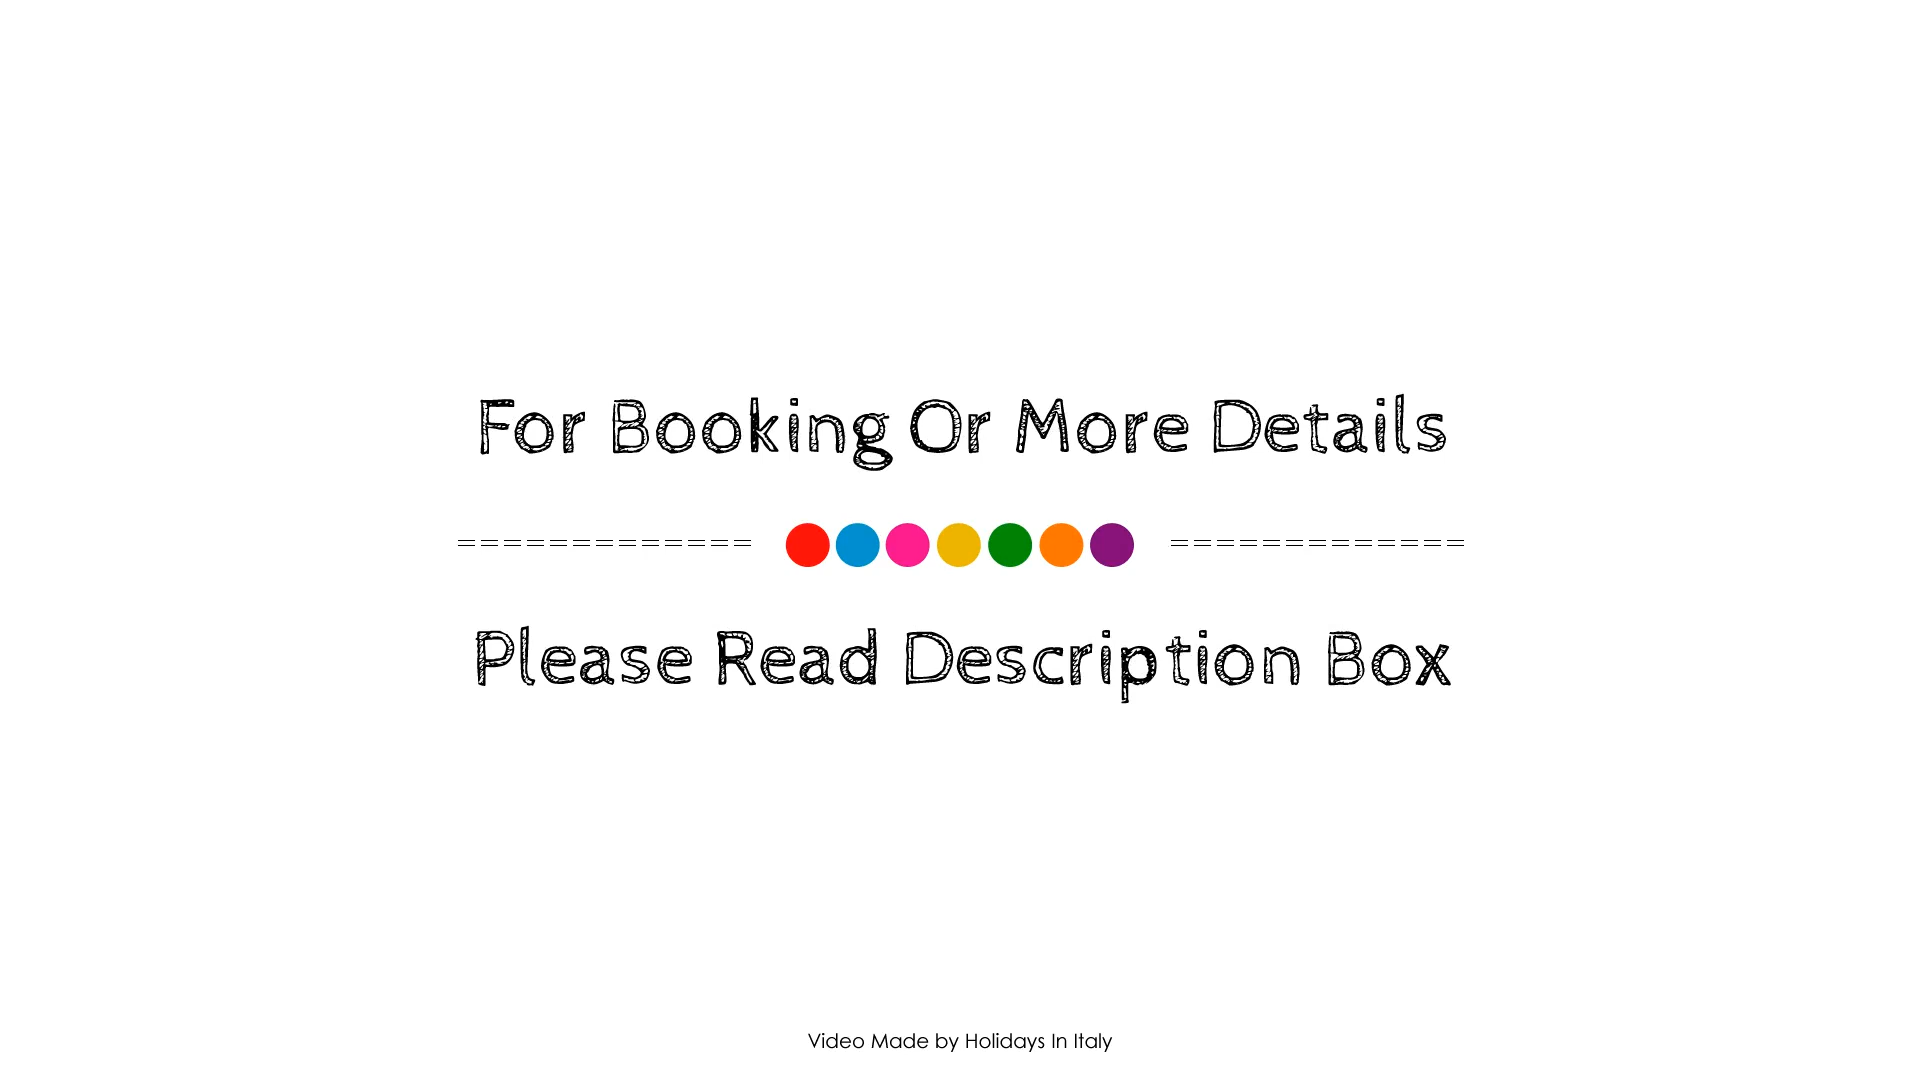 For Booking Or More Details
============= =============
Please Read Description Box
Video Made by Holidays In Italy